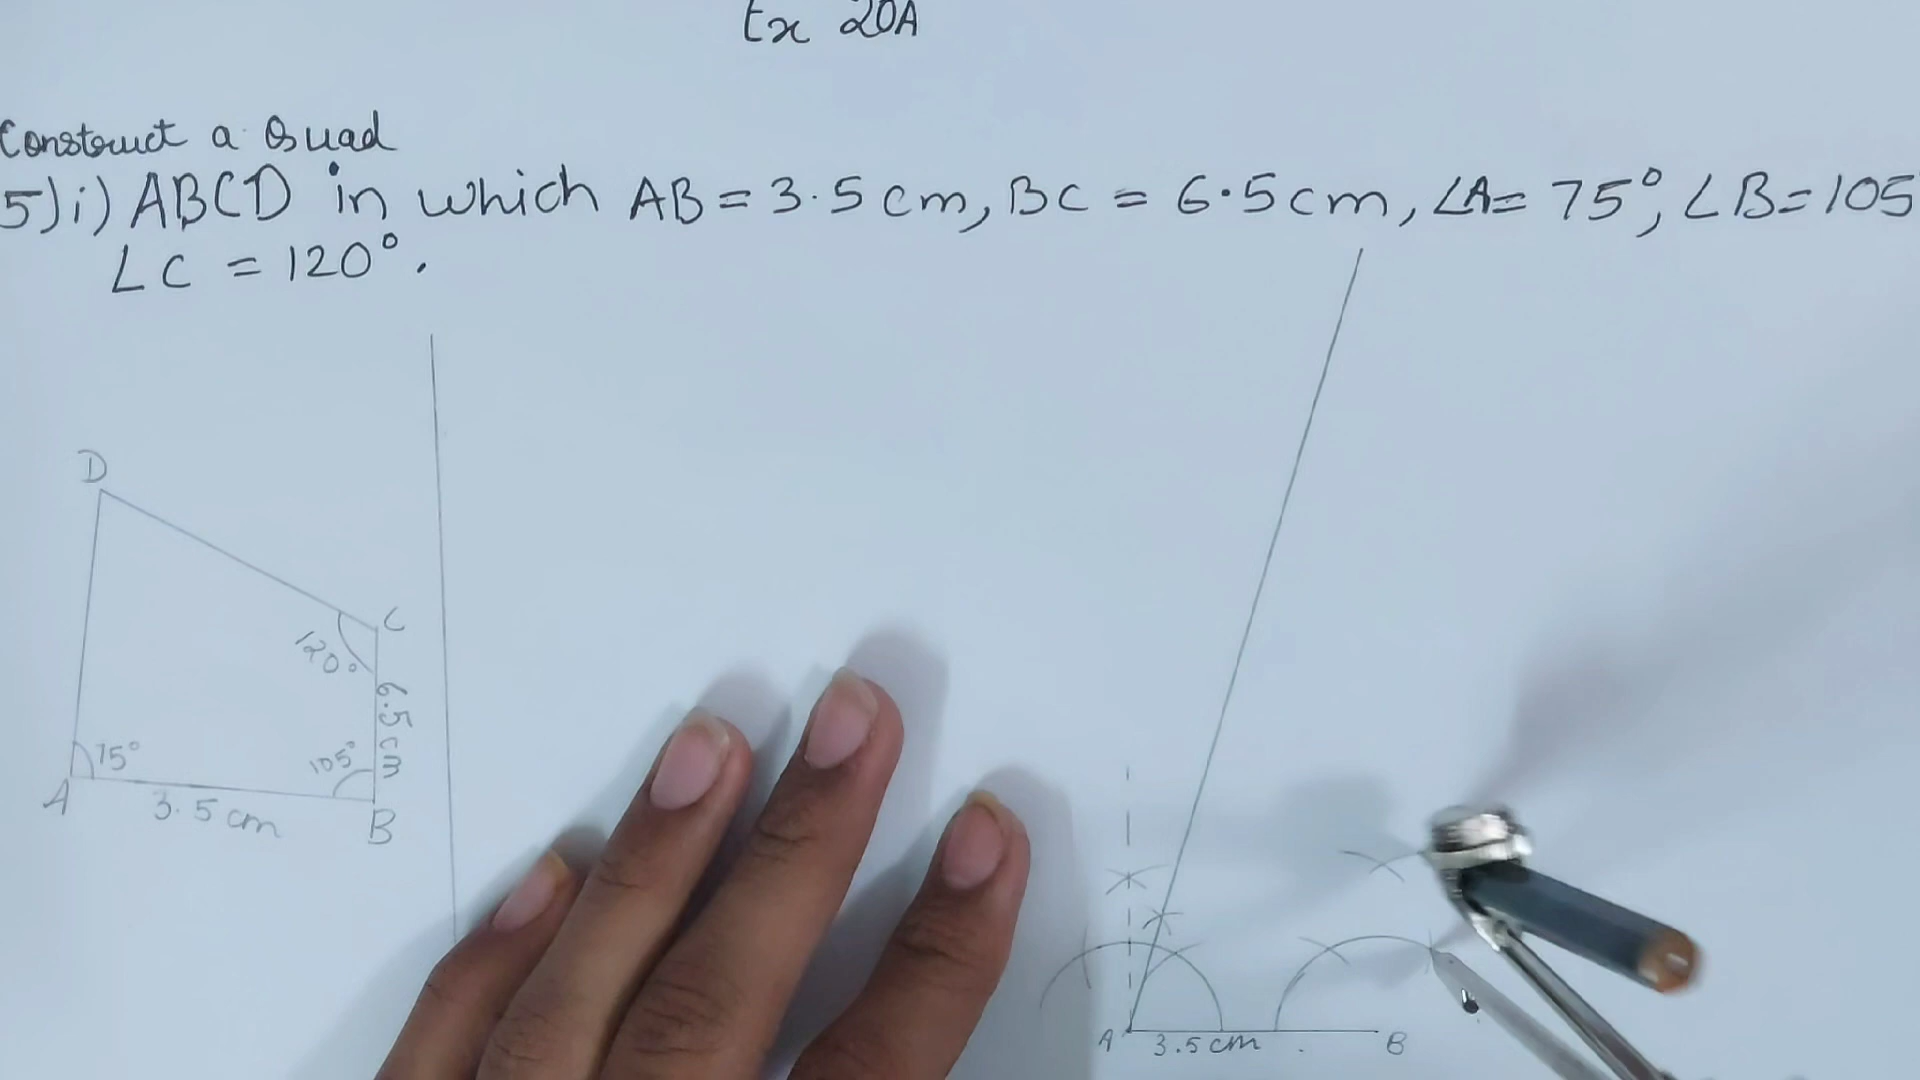 Ex 20A
Construct a Quad
5)i) ABCD in which AB = 3.5 cm, BC = 6.5 cm, ∠A = 75°, ∠B = 105
∠C = 120°.
D
C
120°
6.5 cm
75°
105°
A
3.5 cm
B
A
3.5 cm
B